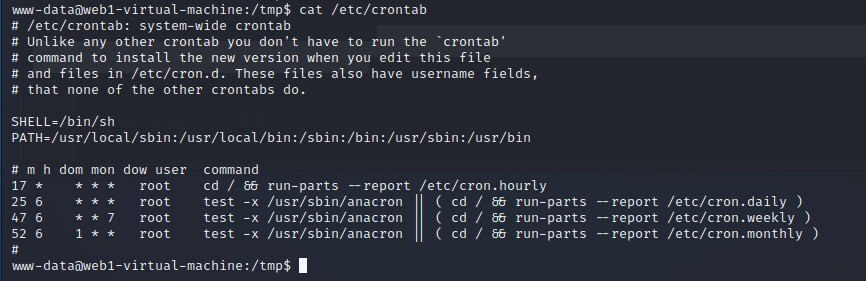 www-data@web1-virtual-machine:/tmp$ cat /etc/crontab
# /etc/crontab: system-wide crontab
# Unlike any other crontab you don't have to run the `crontab'
# command to install the new version when you edit this file
# and files in /etc/cron.d. These files also have username fields,
# that none of the other crontabs do.

SHELL=/bin/sh
PATH=/usr/local/sbin:/usr/local/bin:/sbin:/bin:/usr/sbin:/usr/bin

# m h dom mon dow user  command
17 *    * * *   root    cd / && run-parts --report /etc/cron.hourly
25 6    * * *   root    test -x /usr/sbin/anacron || ( cd / && run-parts --report /etc/cron.daily )
47 6    * * 7   root    test -x /usr/sbin/anacron || ( cd / && run-parts --report /etc/cron.weekly )
52 6    1 * *   root    test -x /usr/sbin/anacron || ( cd / && run-parts --report /etc/cron.monthly )
#
www-data@web1-virtual-machine:/tmp$